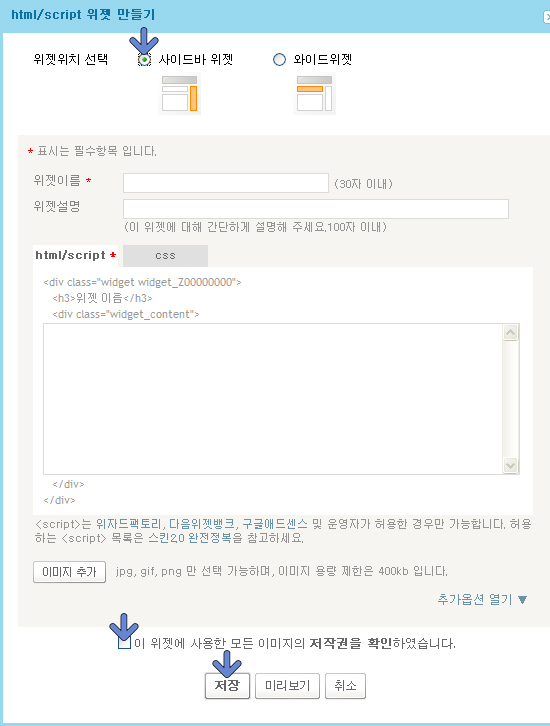 html/script 위젯 만들기
위젯위치 선택 사이드바 위젯 와이드위젯
* 표시는 필수항목 입니다.
위젯이름 * (30자 이내)
위젯설명
(이 위젯에 대해 간단하게 설명해 주세요.100자 이내)
html/script * css
<div class="widget widget_Z00000000">
<h3>위젯 이름</h3>
<div class="widget_content">
</div>
</div>
<script>는 위자드팩토리, 다음위젯뱅크, 구글애드센스 및 운영자가 허용한 경우만 가능합니다. 허용
하는 <script> 목록은 스킨2.0 완전정복을 참고하세요.
이미지 추가 jpg, gif, png 만 선택 가능하며, 이미지 용량 제한은 400kb 입니다.
추가옵션 열기 ▼
이 위젯에 사용한 모든 이미지의 저작권을 확인하였습니다.
저장 미리보기 취소